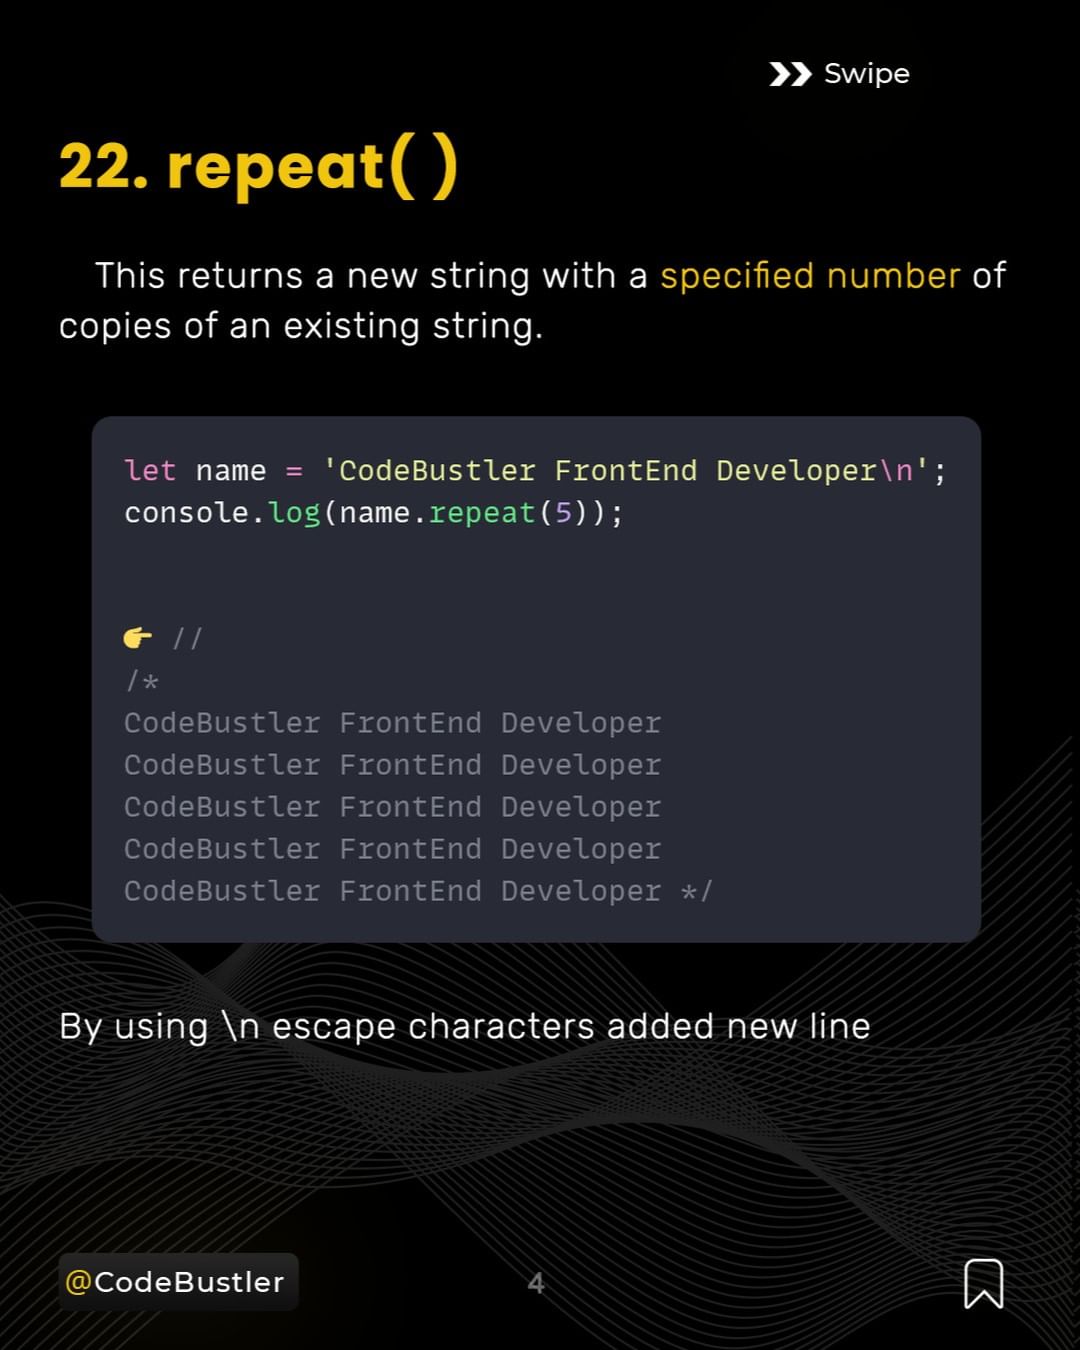 Swipe
22. repeat( )
This returns a new string with a specified number of
copies of an existing string.
let name = 'CodeBustler FrontEnd Developer\n';
console.log(name.repeat(5));
👉 //
/*
CodeBustler FrontEnd Developer
CodeBustler FrontEnd Developer
CodeBustler FrontEnd Developer
CodeBustler FrontEnd Developer
CodeBustler FrontEnd Developer */
By using \n escape characters added new line
@CodeBustler
4